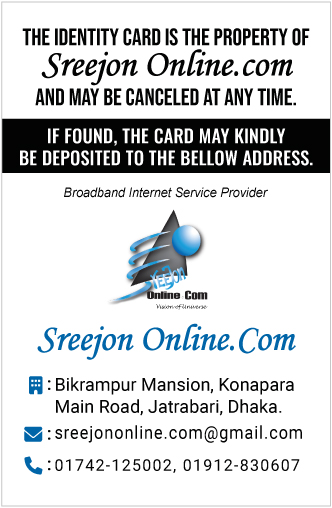 THE IDENTITY CARD IS THE PROPERTY OF
Sreejon Online.com
AND MAY BE CANCELED AT ANY TIME.
IF FOUND, THE CARD MAY KINDLY
BE DEPOSITED TO THE BELLOW ADDRESS.
Broadband Internet Service Provider
SREEJON
Online Com
Vision of Universe
Sreejon Online.Com
: Bikrampur Mansion, Konapara
Main Road, Jatrabari, Dhaka.
: sreejononline.com@gmail.com
: 01742-125002, 01912-830607